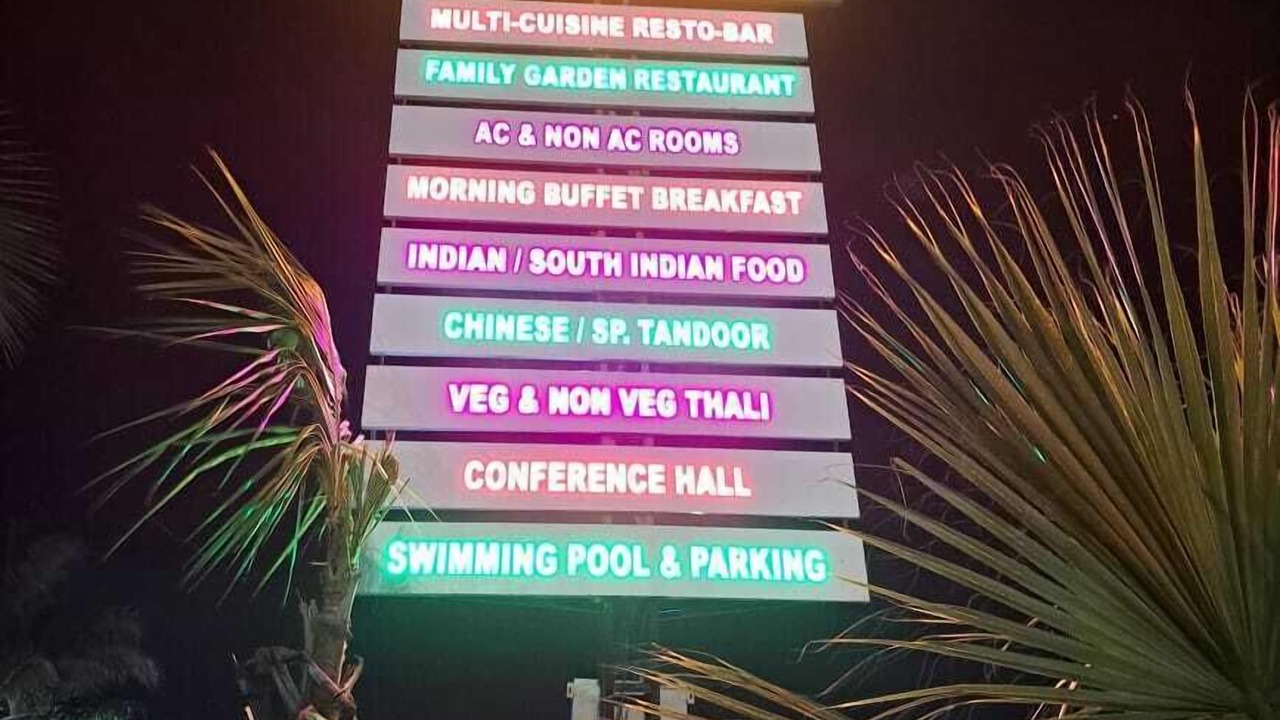 MULTI-CUISINE RESTO-BAR
FAMILY GARDEN RESTAURANT
AC & NON AC ROOMS
MORNING BUFFET BREAKFAST
INDIAN / SOUTH INDIAN FOOD
CHINESE / SP. TANDOOR
VEG & NON VEG THALI
CONFERENCE HALL
SWIMMING POOL & PARKING